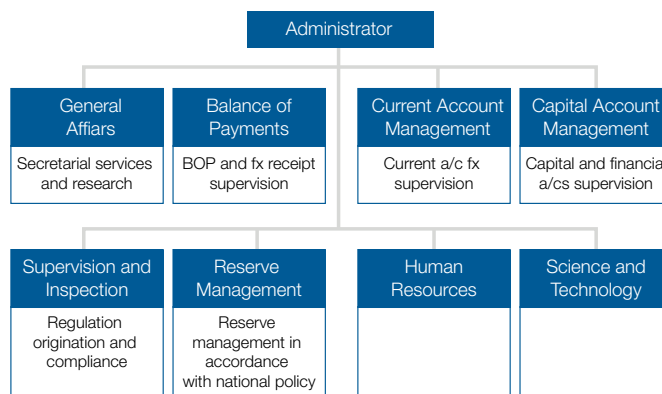 Administrator
General
Affiars
Secretarial services
and research
Balance of
Payments
BOP and fx receipt
supervision
Current Account
Management
Current a/c fx
supervision
Capital Account
Management
Capital and financia
a/cs supervision
Supervision and
Inspection
Regulation
origination and
compliance
Reserve
Management
Reserve
management in
accordance
with national policy
Human
Resources
Science and
Technology